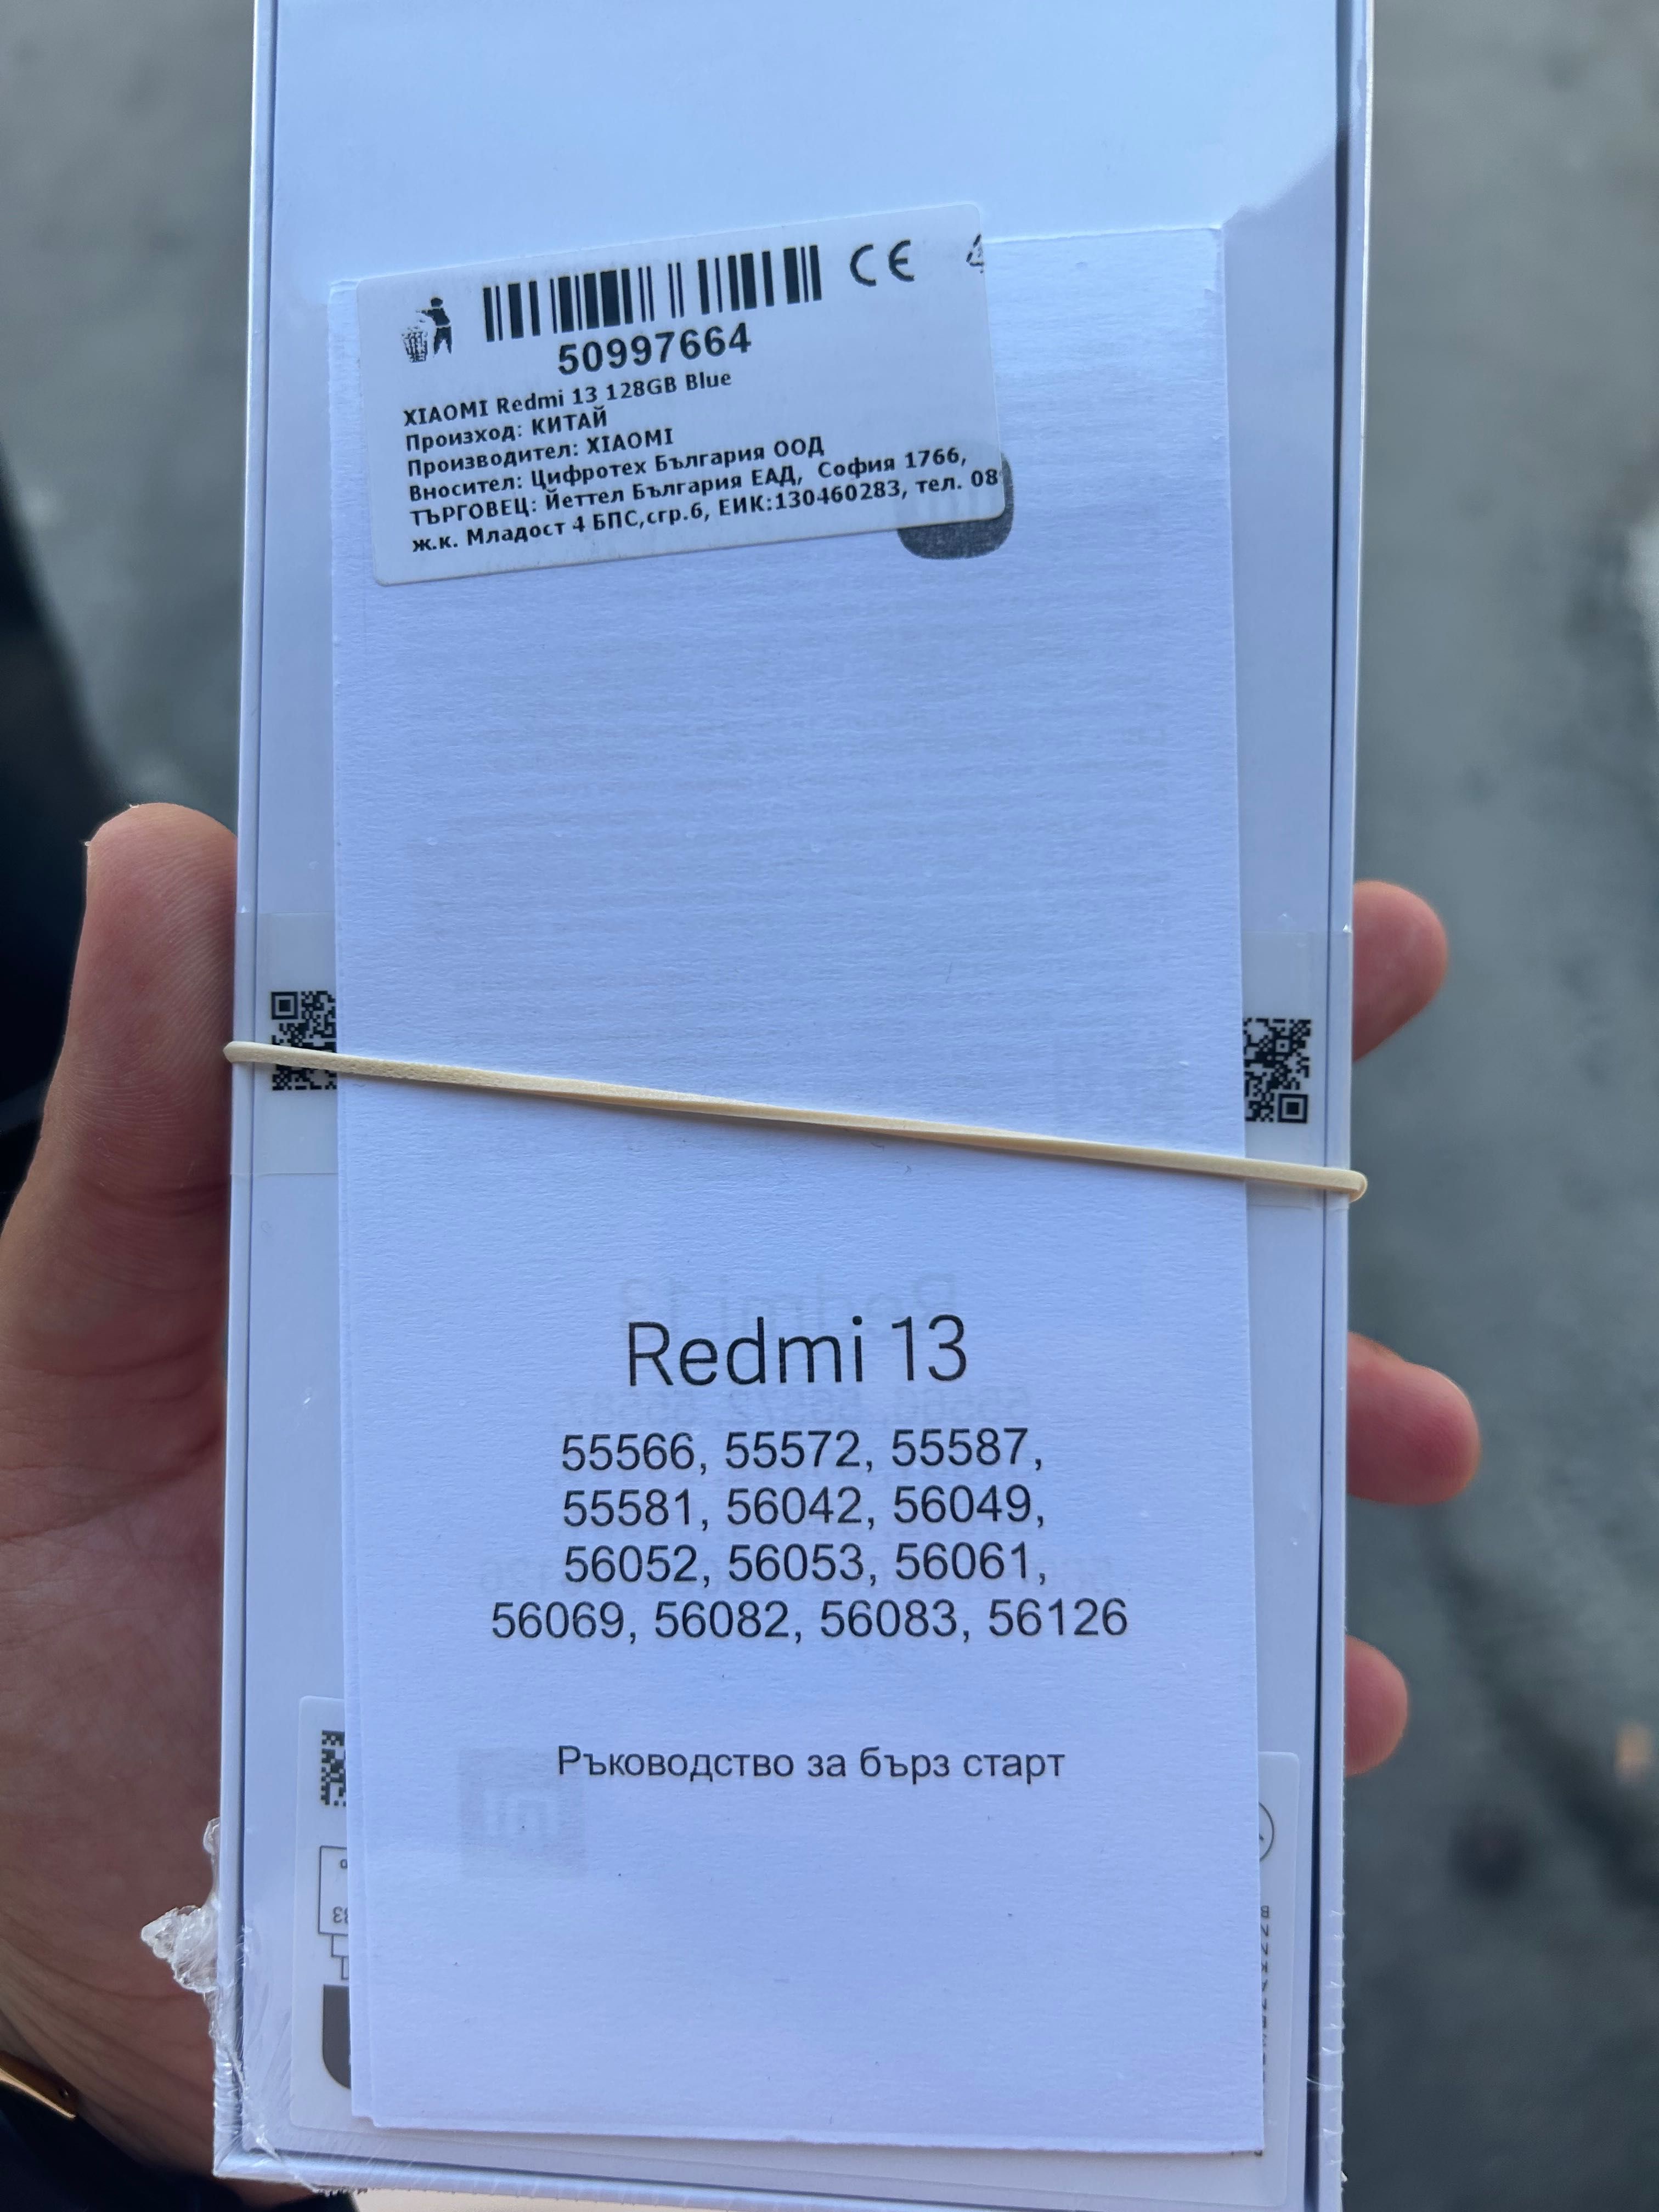 CE
50997664
XIAOMI Redmi 13 128GB Blue
Произход: КИТАЙ
Производител: XIAOMI
Вносител: Цифротех България ООД
ТЪРГОВЕЦ: Йеттел България ЕАД, София 1766,
ж.к. Младост 4 БПС,сгр.6, ЕИК:130460283, тел. 08
Redmi 13
55566, 55572, 55587,
55581, 56042, 56049,
56052, 56053, 56061,
56069, 56082, 56083, 56126
Ръководство за бърз старт